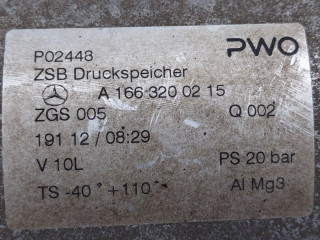 P02448 PWO
ZSB Druckspeicher
A 166 320 02 15
ZGS 005 Q 002
191 12 / 08:29
V 10L PS 20 bar
TS -40° +110° Al Mg3